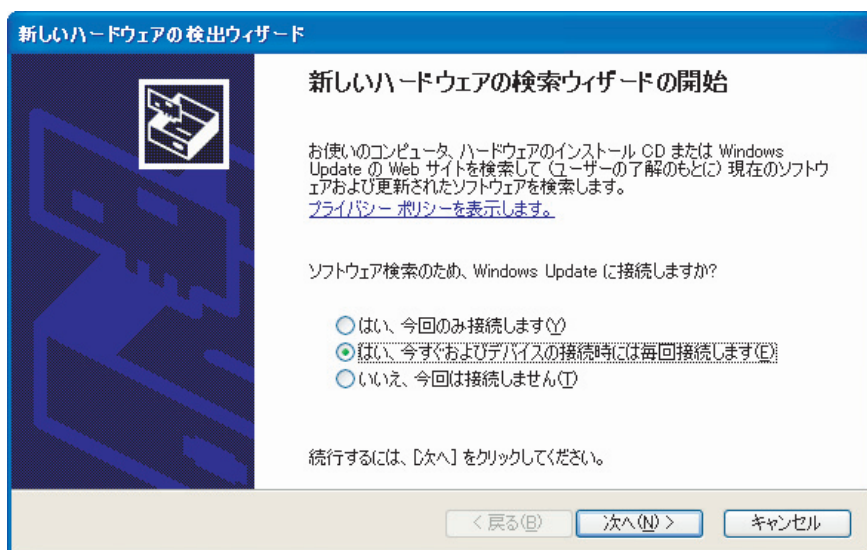 新しいハードウェアの検出ウィザード
新しいハードウェアの検索ウィザードの開始
お使いのコンピュータ、ハードウェアのインストール CD または Windows
Update の Web サイトを検索して (ユーザーの了解のもとに) 現在のソフトウ
ェアおよび更新されたソフトウェアを検索します。
プライバシー ポリシーを表示します。
ソフトウェア検索のため、Windows Update に接続しますか?
はい、今回のみ接続します(Y)
はい、今すぐおよびデバイスの接続時には毎回接続します(E)
いいえ、今回は接続しません(T)
続行するには、[次へ] をクリックしてください。
< 戻る(B) 次へ(N) > キャンセル